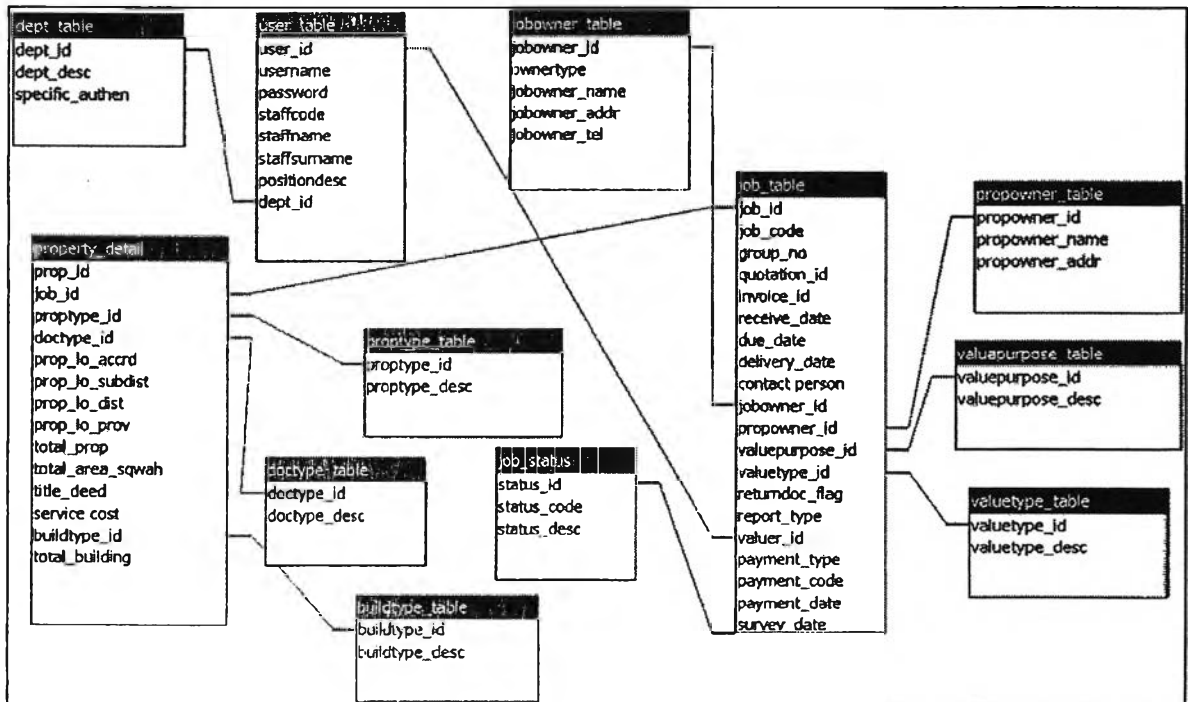 dept_table
dept_id
dept_desc
specific_authen
user_table
user_id
username
password
staffcode
staffname
staffsurname
positiondesc
dept_id
jobowner_table
jobowner_id
ownertype
jobowner_name
jobowner_addr
jobowner_tel
job_table
job_id
job_code
group_no
quotation_id
invoice_id
receive_date
due_date
delivery_date
contact person
jobowner_id
propowner_id
valuepurpose_id
valuetype_id
returndoc_flag
report_type
valuer_id
payment_type
payment_code
payment_date
survey_date
propowner_table
propowner_id
propowner_name
propowner_addr
property_detail
prop_id
job_id
proptype_id
doctype_id
prop_lo_accrd
prop_lo_subdist
prop_lo_dist
prop_lo_prov
total_prop
total_area_sqwah
title_deed
service cost
buildtype_id
total_building
proptype_table
proptype_id
proptype_desc
valuepurpose_table
valuepurpose_id
valuepurpose_desc
doctype_table
doctype_id
doctype_desc
job_status
status_id
status_code
status_desc
valuetype_table
valuetype_id
valuetype_desc
buildtype_table
buildtype_id
buildtype_desc